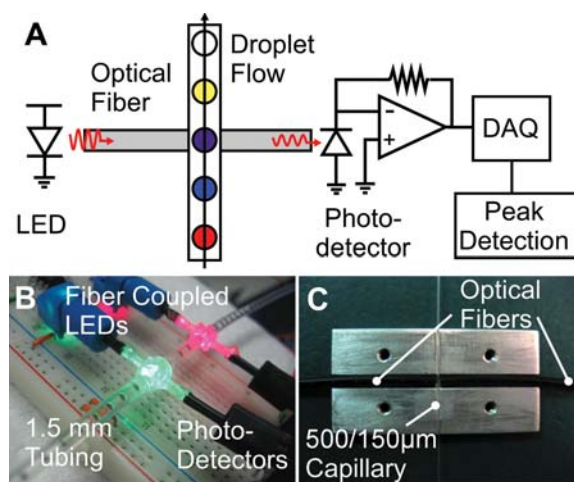 A
Optical
Fiber
Droplet
Flow
LED
Photo-
detector
-
+
DAQ
Peak
Detection
B
Fiber Coupled
LEDs
1.5 mm
Tubing
Photo-
Detectors
C
Optical
Fibers
500/150µm
Capillary